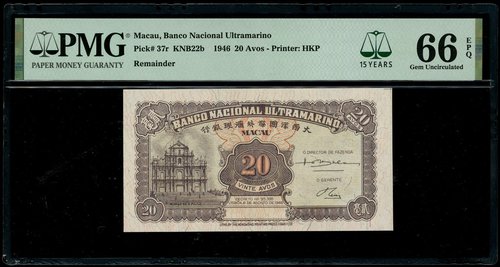 PMG
PAPER MONEY GUARANTY
Macau, Banco Nacional Ultramarino
Pick# 37r KNB22b 1946 20 Avos - Printer: HKP
Remainder
15 YEARS
66 EPQ
Gem Uncirculated
20
BANCO NACIONAL ULTRAMARINO
行銀理滙外海國洋西大
MACAU
O DIRECTOR DE FAZENDA
20
VINTE AVOS
O GERENTE
20